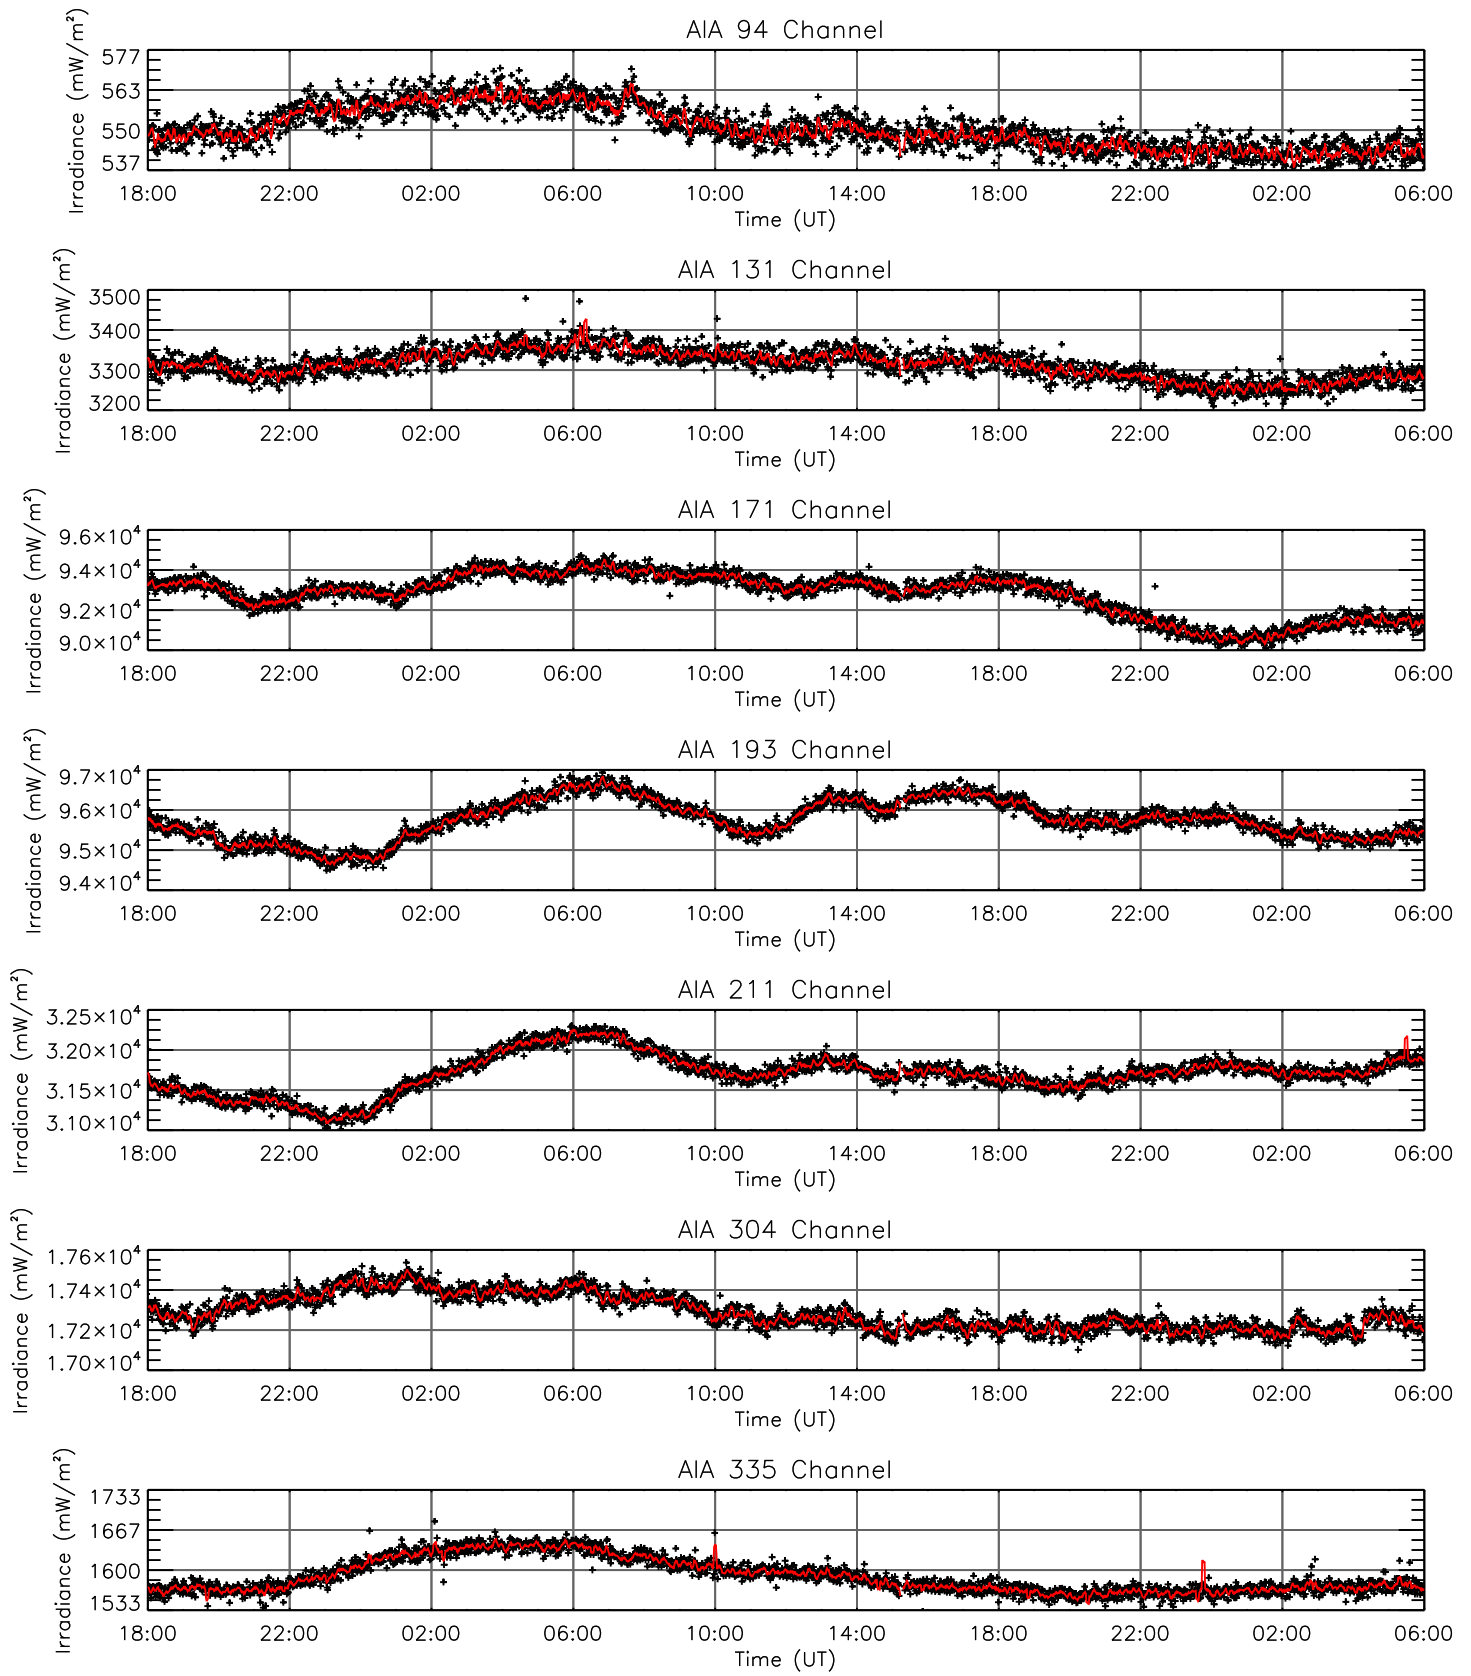 AIA 94 Channel
Irradiance (mW/m²)
577
563
550
537
18:00 22:00 02:00 06:00 10:00 14:00 18:00 22:00 02:00 06:00
Time (UT)
AIA 131 Channel
Irradiance (mW/m²)
3500
3400
3300
3200
18:00 22:00 02:00 06:00 10:00 14:00 18:00 22:00 02:00 06:00
Time (UT)
AIA 171 Channel
Irradiance (mW/m²)
9.6×10⁴
9.4×10⁴
9.2×10⁴
9.0×10⁴
18:00 22:00 02:00 06:00 10:00 14:00 18:00 22:00 02:00 06:00
Time (UT)
AIA 193 Channel
Irradiance (mW/m²)
9.7×10⁴
9.6×10⁴
9.5×10⁴
9.4×10⁴
18:00 22:00 02:00 06:00 10:00 14:00 18:00 22:00 02:00 06:00
Time (UT)
AIA 211 Channel
Irradiance (mW/m²)
3.25×10⁴
3.20×10⁴
3.15×10⁴
3.10×10⁴
18:00 22:00 02:00 06:00 10:00 14:00 18:00 22:00 02:00 06:00
Time (UT)
AIA 304 Channel
Irradiance (mW/m²)
1.76×10⁴
1.74×10⁴
1.72×10⁴
1.70×10⁴
18:00 22:00 02:00 06:00 10:00 14:00 18:00 22:00 02:00 06:00
Time (UT)
AIA 335 Channel
Irradiance (mW/m²)
1733
1667
1600
1533
18:00 22:00 02:00 06:00 10:00 14:00 18:00 22:00 02:00 06:00
Time (UT)